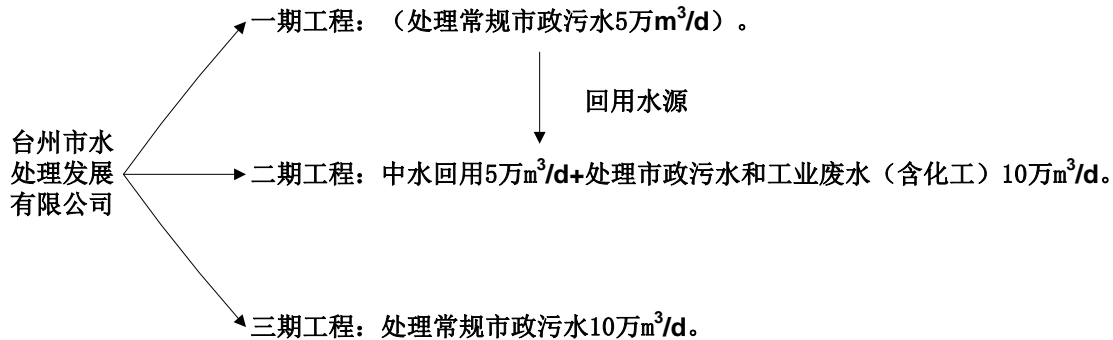 一期工程：（处理常规市政污水5万m³/d）。
回用水源
台州市水
处理发展
有限公司
二期工程：中水回用5万m³/d+处理市政污水和工业废水（含化工）10万m³/d。
三期工程：处理常规市政污水10万m³/d。